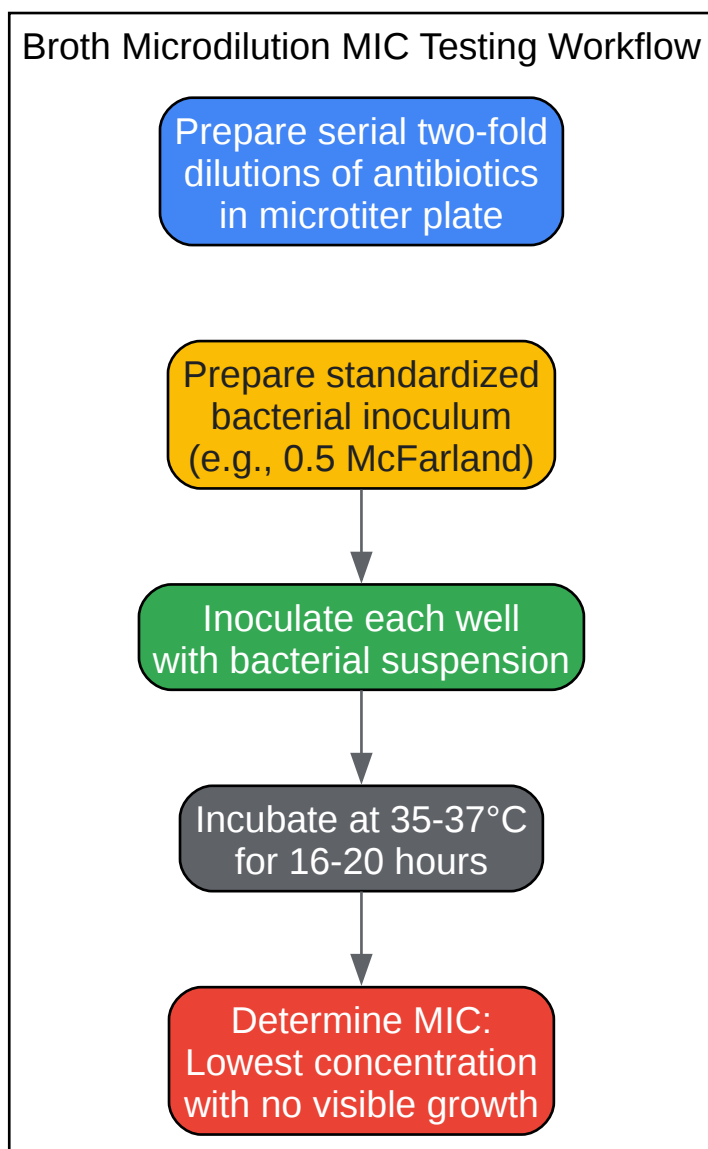 Broth Microdilution MIC Testing Workflow
Prepare serial two-fold
dilutions of antibiotics
in microtiter plate
Prepare standardized
bacterial inoculum
(e.g., 0.5 McFarland)
Inoculate each well
with bacterial suspension
Incubate at 35-37°C
for 16-20 hours
Determine MIC:
Lowest concentration
with no visible growth